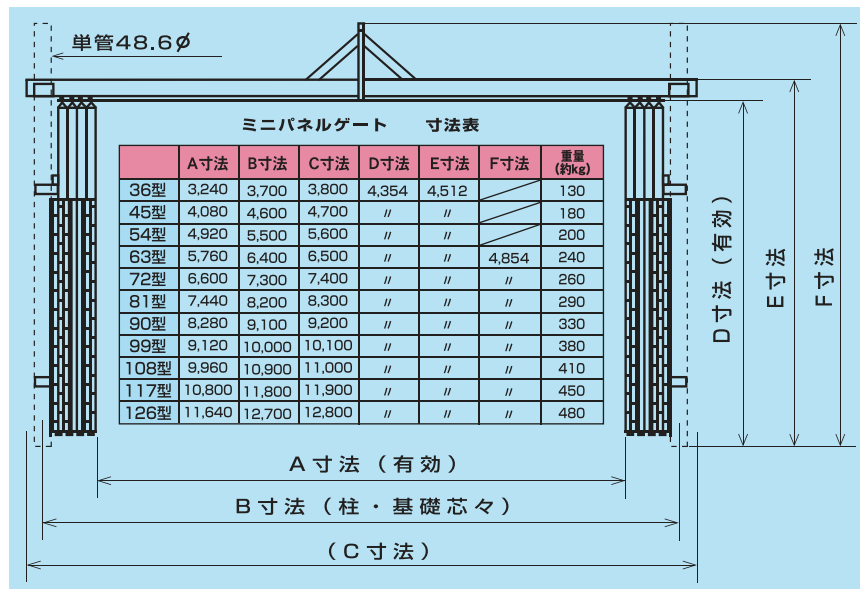 単管48.6φ
ミニパネルゲート 寸法表
A寸法 B寸法 C寸法 D寸法 E寸法 F寸法 重量(約kg)
36型 3,240 3,700 3,800 4,354 4,512 130
45型 4,080 4,600 4,700 〃 〃 180
54型 4,920 5,500 5,600 〃 〃 200
63型 5,760 6,400 6,500 〃 〃 4,854 240
72型 6,600 7,300 7,400 〃 〃 〃 260
81型 7,440 8,200 8,300 〃 〃 〃 290
90型 8,280 9,100 9,200 〃 〃 〃 330
99型 9,120 10,000 10,100 〃 〃 〃 380
108型 9,960 10,900 11,000 〃 〃 〃 410
117型 10,800 11,800 11,900 〃 〃 〃 450
126型 11,640 12,700 12,800 〃 〃 〃 480
D寸法(有効)
E寸法
F寸法
A寸法(有効)
B寸法(柱・基礎芯々)
(C寸法)